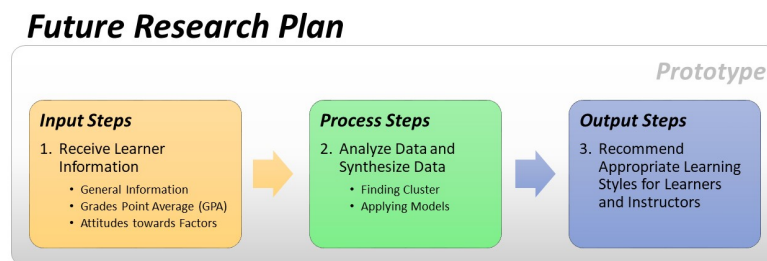 Future Research Plan
Prototype
Input Steps
1. Receive Learner
Information
• General Information
• Grades Point Average (GPA)
• Attitudes towards Factors
Process Steps
2. Analyze Data and
Synthesize Data
• Finding Cluster
• Applying Models
Output Steps
3. Recommend
Appropriate Learning
Styles for Learners
and Instructors